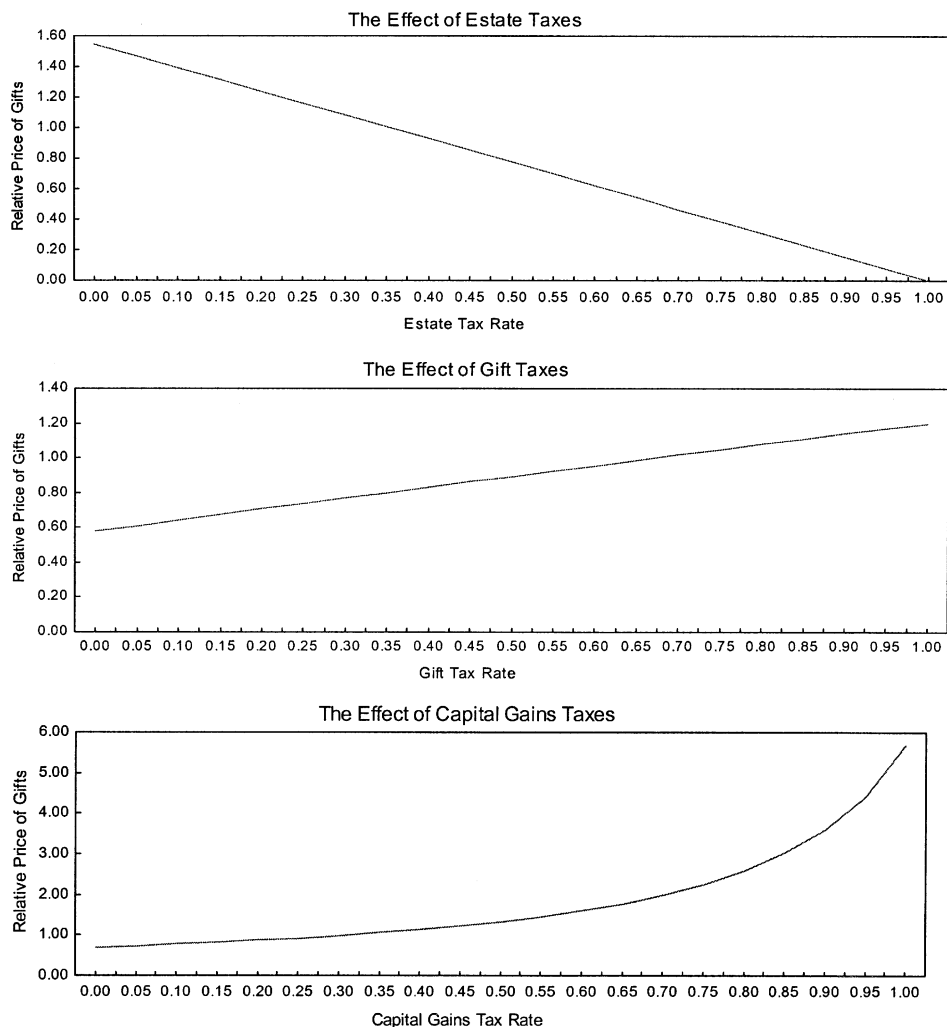 The Effect of Estate Taxes
Relative Price of Gifts
1.60
1.40
1.20
1.00
0.80
0.60
0.40
0.20
0.00
0.00 0.05 0.10 0.15 0.20 0.25 0.30 0.35 0.40 0.45 0.50 0.55 0.60 0.65 0.70 0.75 0.80 0.85 0.90 0.95 1.00
Estate Tax Rate
The Effect of Gift Taxes
Relative Price of Gifts
1.40
1.20
1.00
0.80
0.60
0.40
0.20
0.00
0.00 0.05 0.10 0.15 0.20 0.25 0.30 0.35 0.40 0.45 0.50 0.55 0.60 0.65 0.70 0.75 0.80 0.85 0.90 0.95 1.00
Gift Tax Rate
The Effect of Capital Gains Taxes
Relative Price of Gifts
6.00
5.00
4.00
3.00
2.00
1.00
0.00
0.00 0.05 0.10 0.15 0.20 0.25 0.30 0.35 0.40 0.45 0.50 0.55 0.60 0.65 0.70 0.75 0.80 0.85 0.90 0.95 1.00
Capital Gains Tax Rate